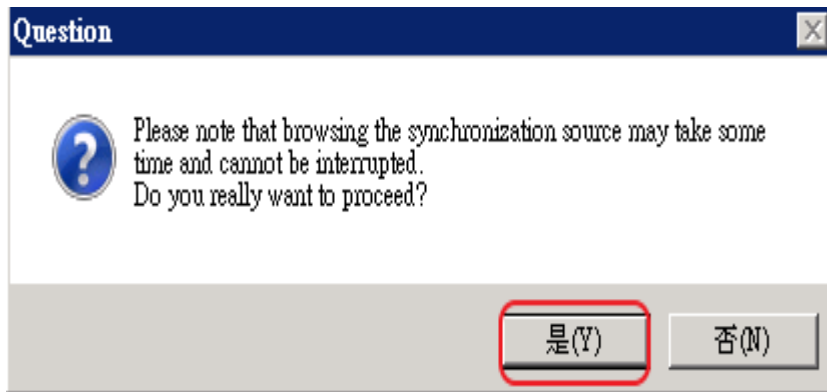 Question
Please note that browsing the synchronization source may take some
time and cannot be interrupted.
Do you really want to proceed?
是(Y) 否(N)